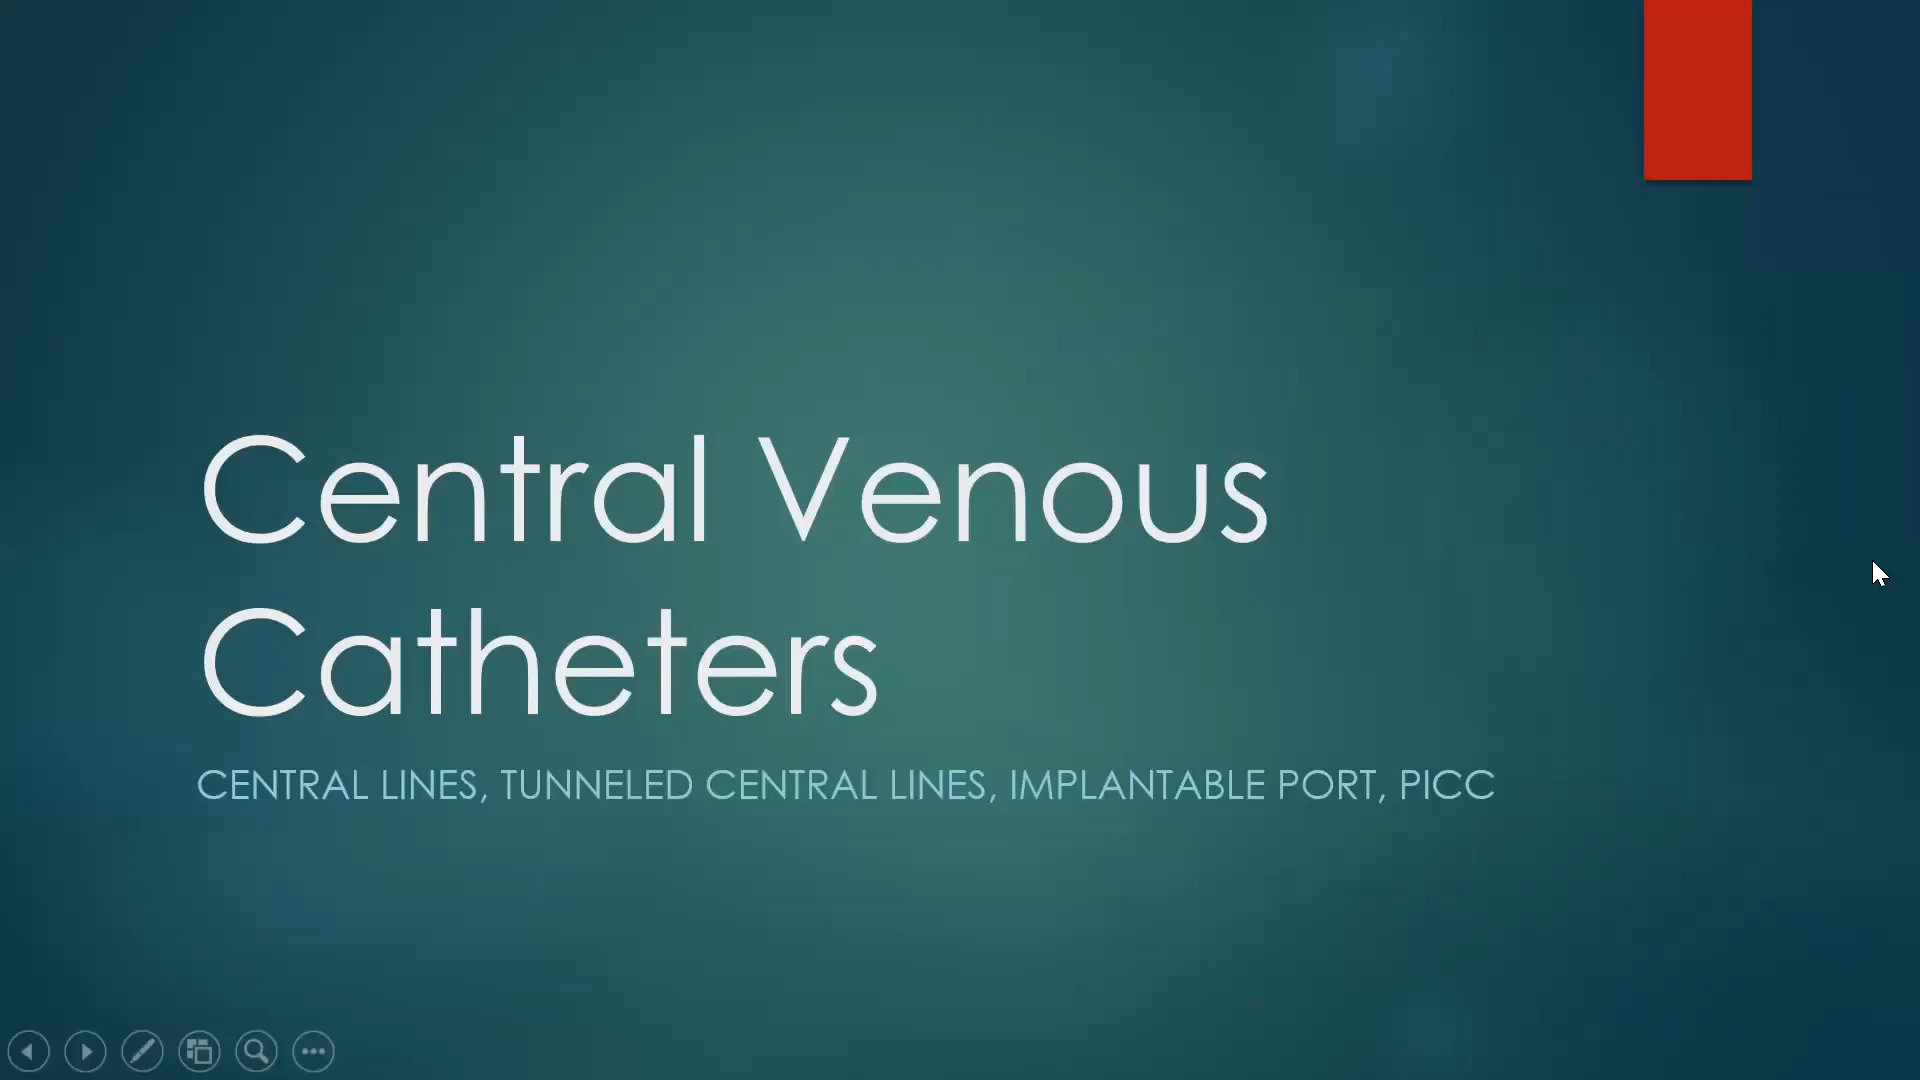 Central Venous
Catheters
CENTRAL LINES, TUNNELED CENTRAL LINES, IMPLANTABLE PORT, PICC